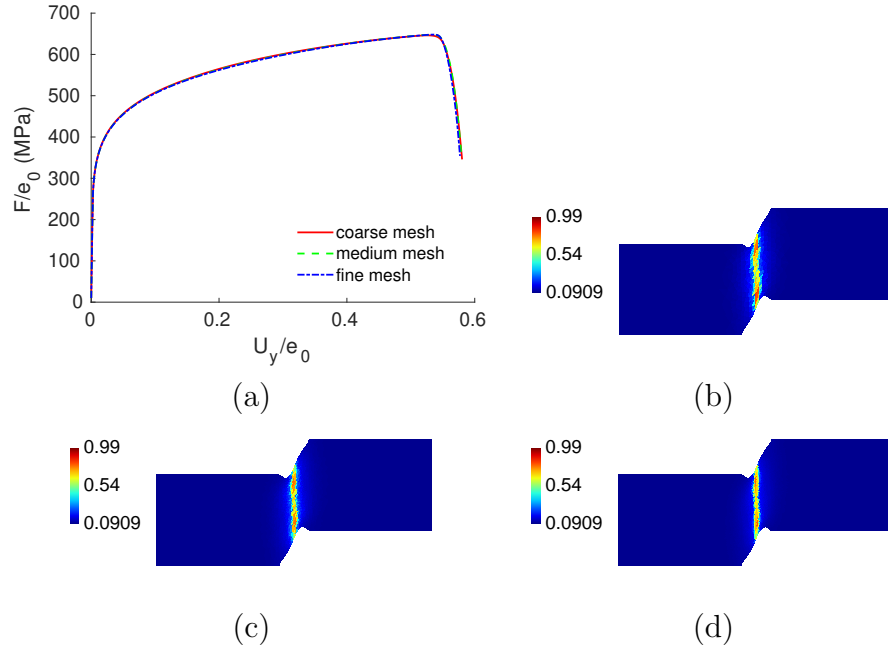 700
600
500
400
300
200
100
0
F/e0 (MPa)
coarse mesh
medium mesh
fine mesh
0 0.2 0.4 0.6
U_y/e_0
(a)
0.99
0.54
0.0909
(b)
0.99
0.54
0.0909
(c)
0.99
0.54
0.0909
(d)